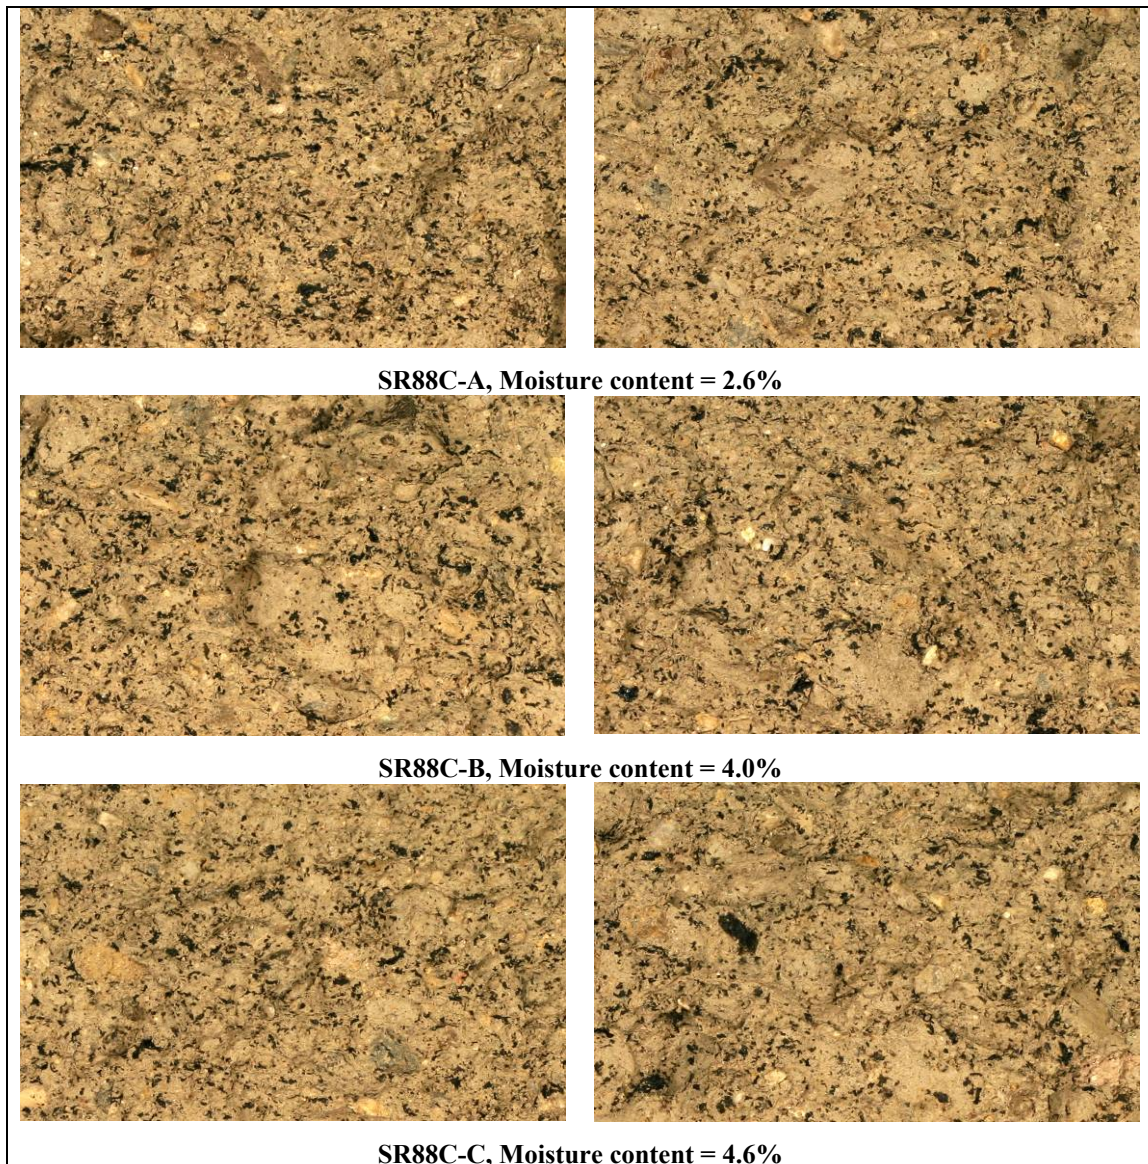 SR88C-A, Moisture content = 2.6%
SR88C-B, Moisture content = 4.0%
SR88C-C, Moisture content = 4.6%